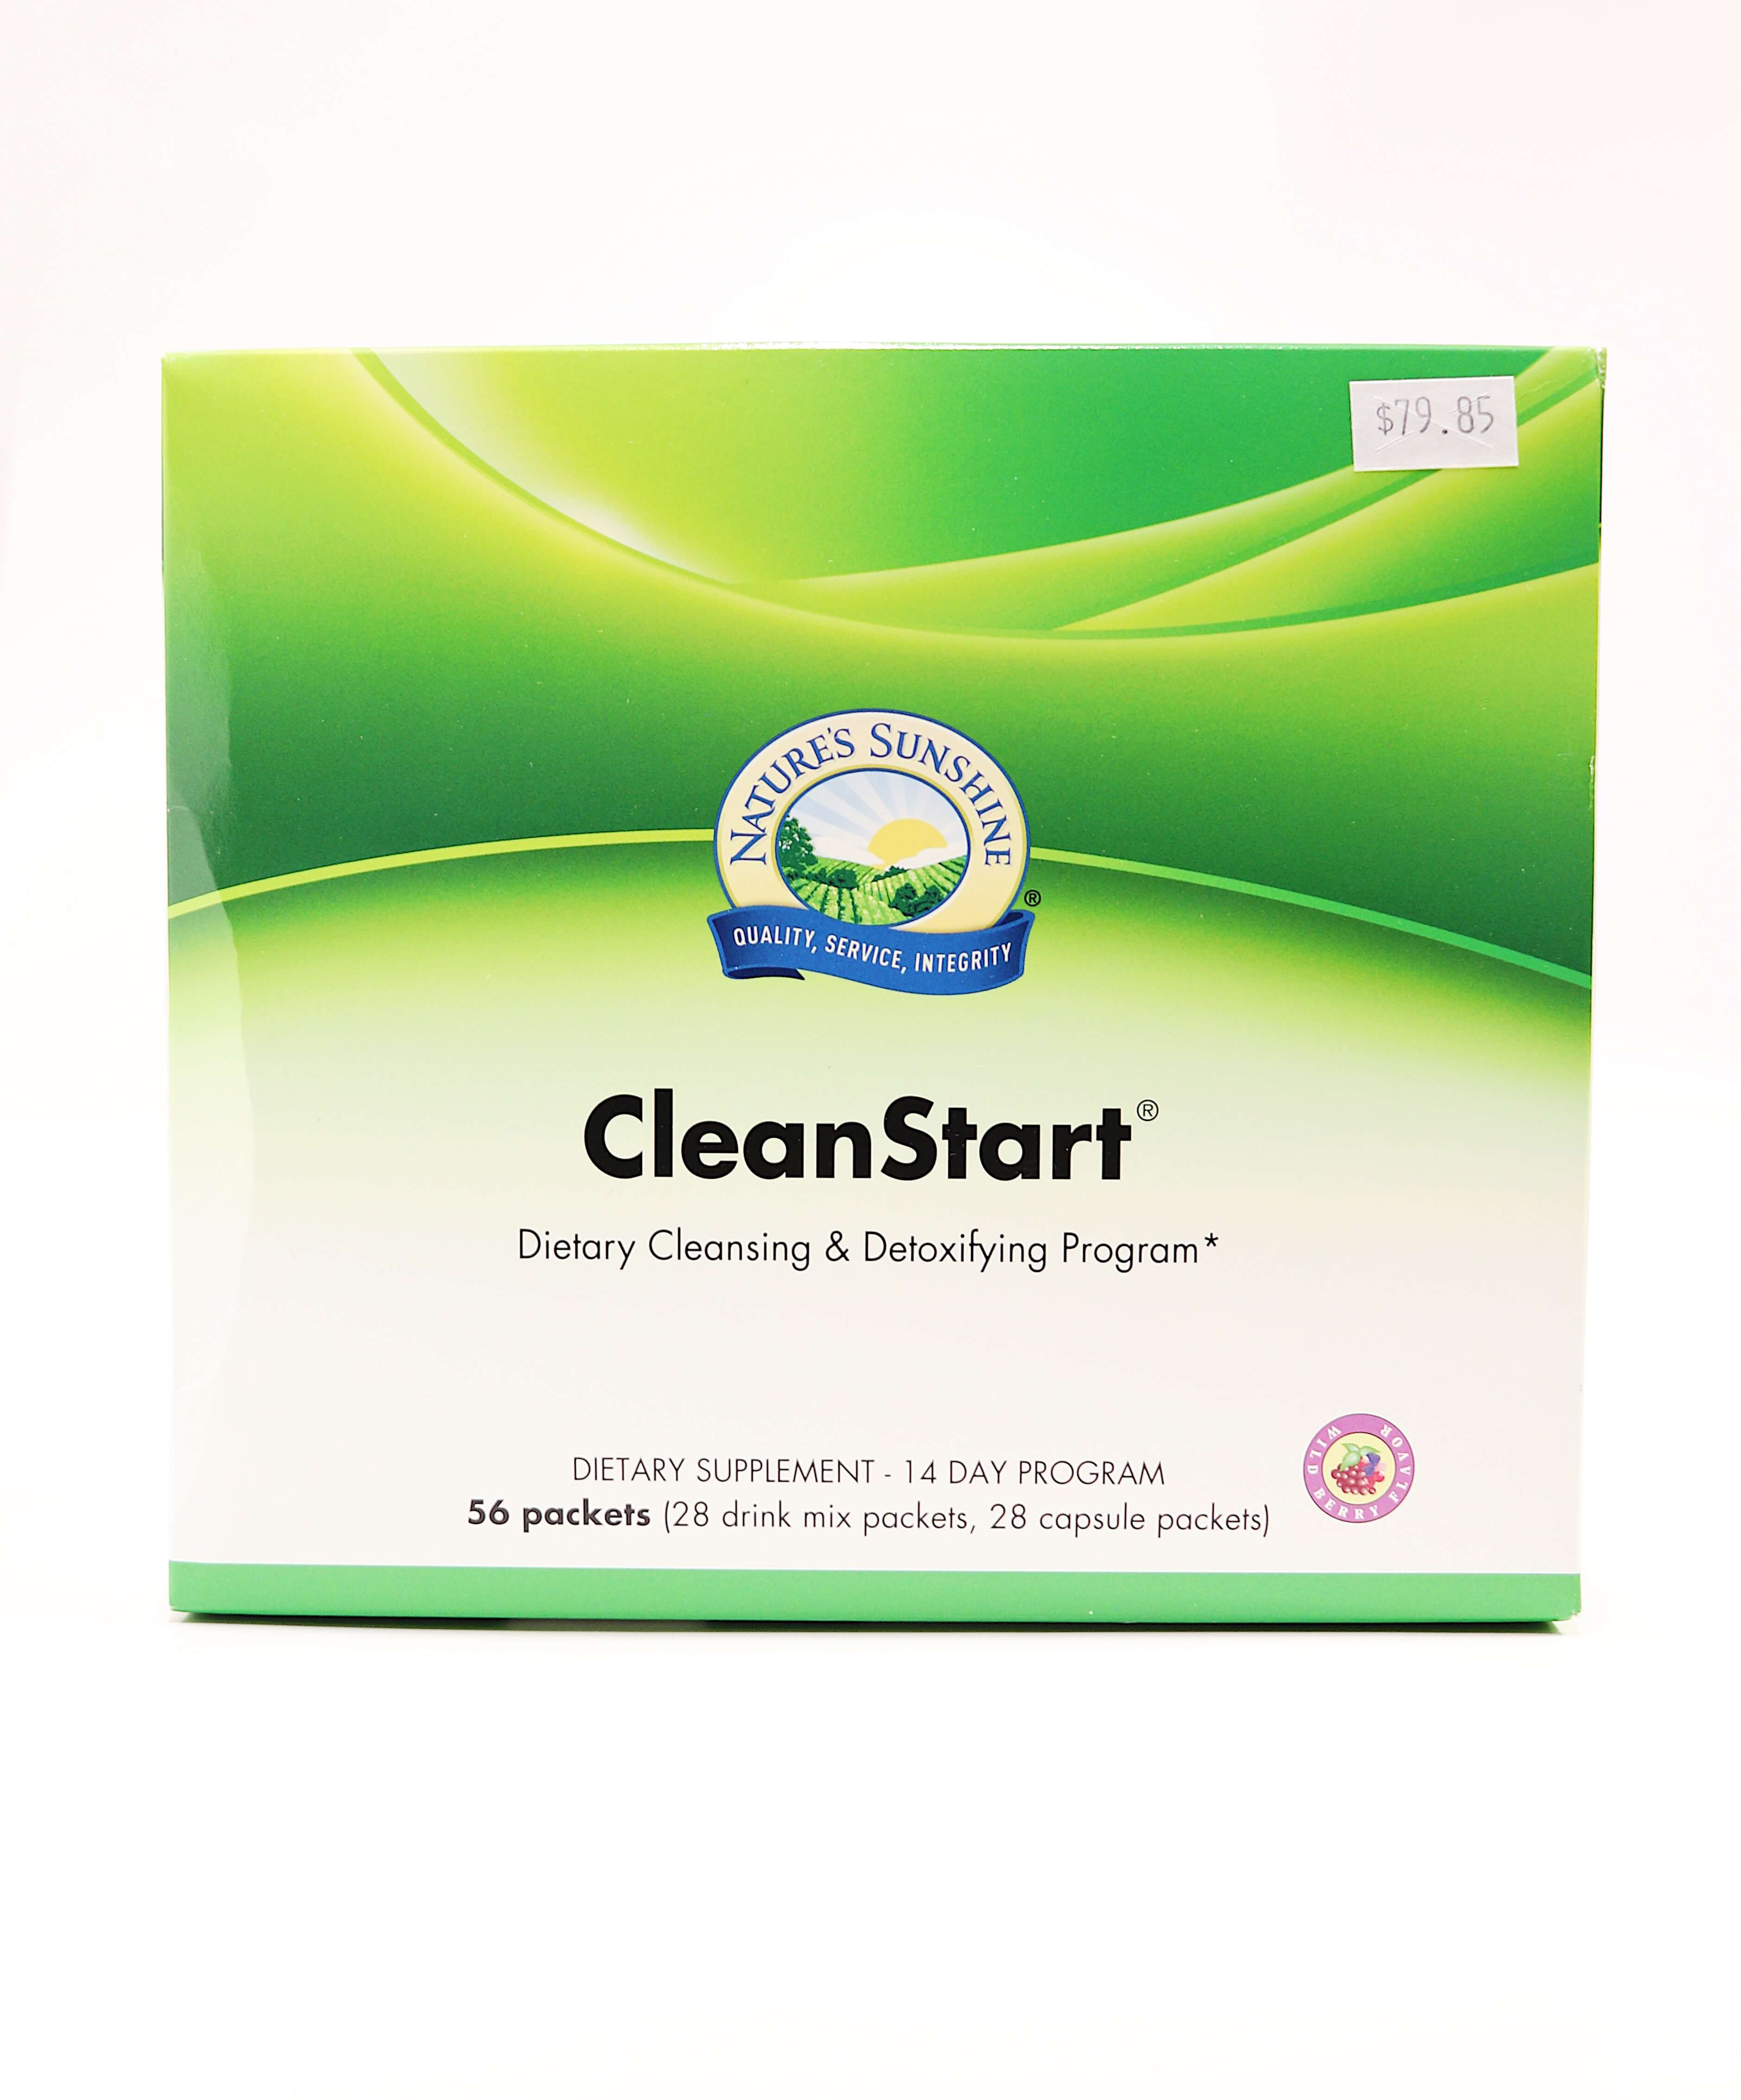 $79.85
NATURE'S SUNSHINE
®
QUALITY, SERVICE, INTEGRITY
CleanStart®
Dietary Cleansing & Detoxifying Program*
DIETARY SUPPLEMENT - 14 DAY PROGRAM
56 packets (28 drink mix packets, 28 capsule packets)
WILD BERRY FLAVOR